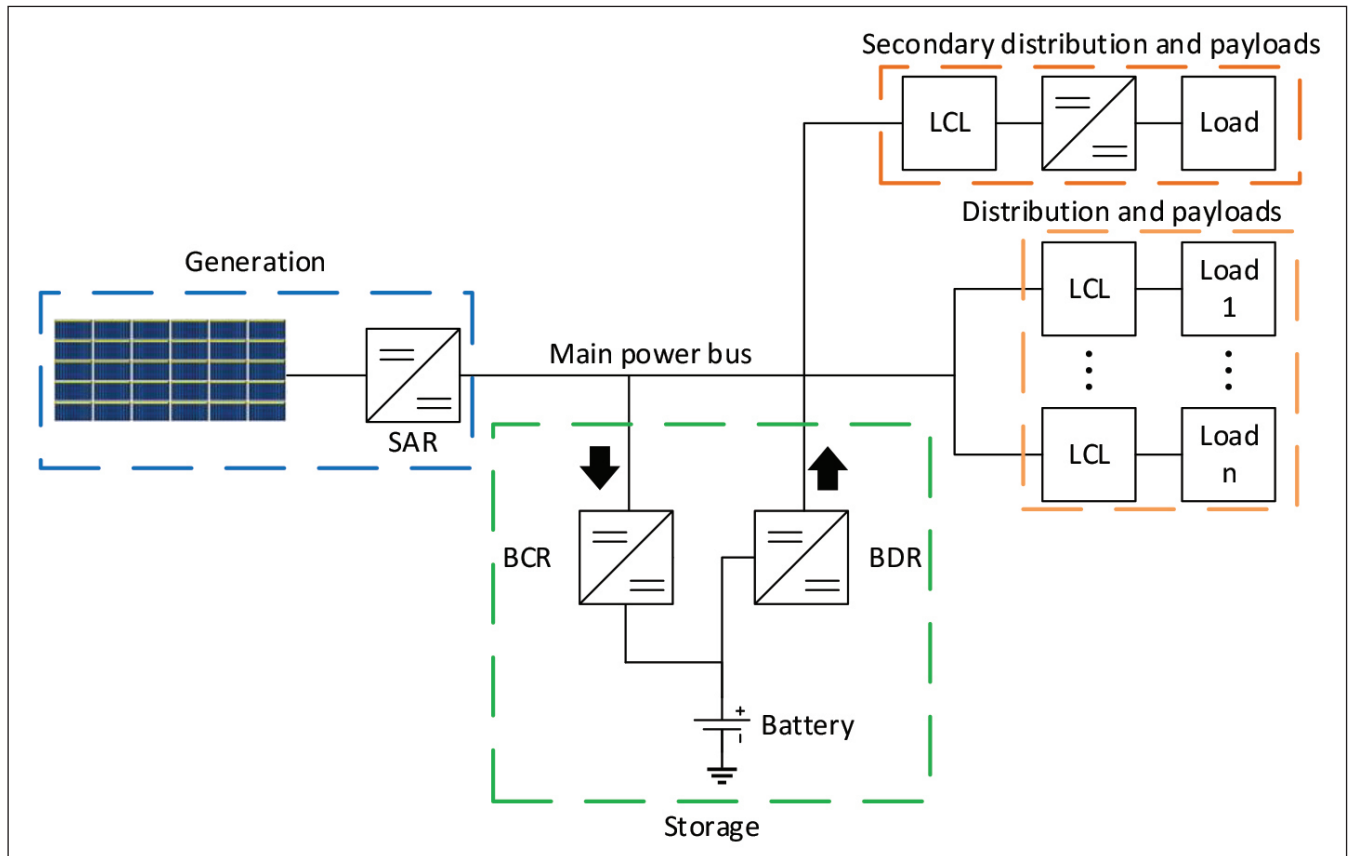 Secondary distribution and payloads
LCL
Load
Distribution and payloads
LCL
Load
1
LCL
Load
n
Generation
SAR
Main power bus
BCR
BDR
+
Battery
Storage